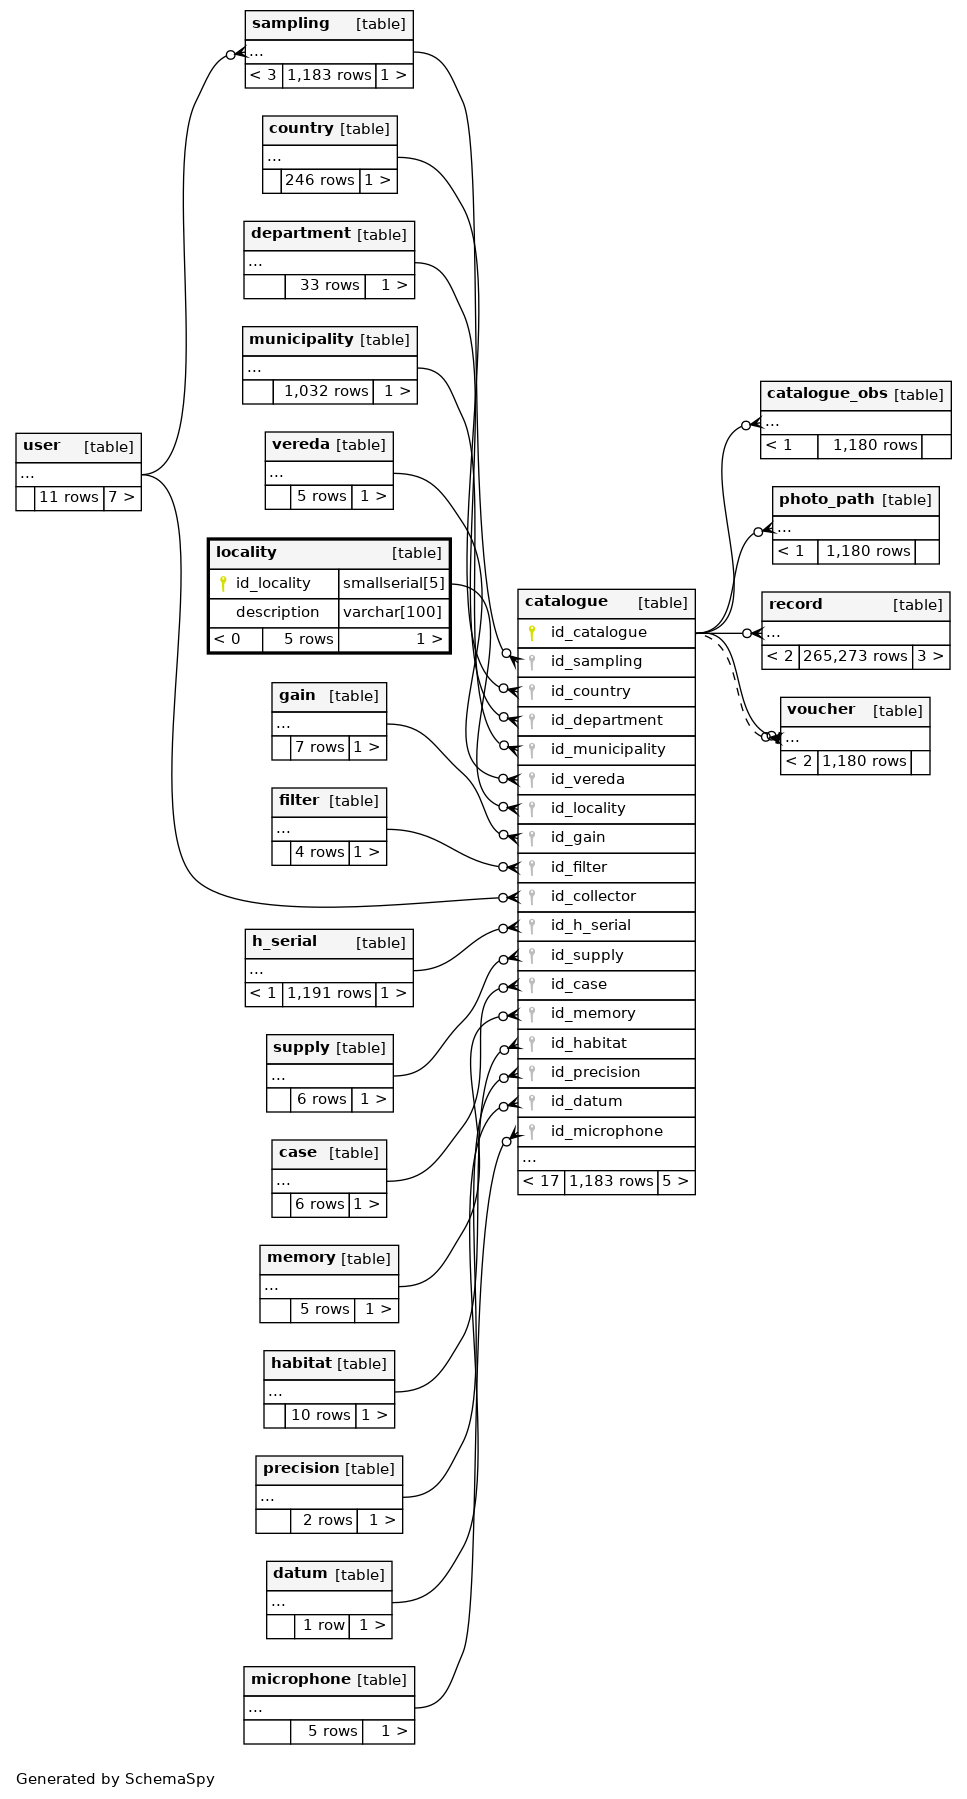 sampling [table]
...
< 3 1,183 rows 1 >
country [table]
...
246 rows 1 >
department [table]
...
33 rows 1 >
municipality [table]
...
1,032 rows 1 >
vereda [table]
...
5 rows 1 >
user [table]
...
11 rows 7 >
locality [table]
id_locality smallserial[5]
description varchar[100]
< 0 5 rows 1 >
gain [table]
...
7 rows 1 >
filter [table]
...
4 rows 1 >
h_serial [table]
...
< 1 1,191 rows 1 >
supply [table]
...
6 rows 1 >
case [table]
...
6 rows 1 >
memory [table]
...
5 rows 1 >
habitat [table]
...
10 rows 1 >
precision [table]
...
2 rows 1 >
datum [table]
...
1 row 1 >
microphone [table]
...
5 rows 1 >
catalogue [table]
id_catalogue
id_sampling
id_country
id_department
id_municipality
id_vereda
id_locality
id_gain
id_filter
id_collector
id_h_serial
id_supply
id_case
id_memory
id_habitat
id_precision
id_datum
id_microphone
...
< 17 1,183 rows 5 >
catalogue_obs [table]
...
< 1 1,180 rows
photo_path [table]
...
< 1 1,180 rows
record [table]
...
< 2 265,273 rows 3 >
voucher [table]
...
< 2 1,180 rows
Generated by SchemaSpy